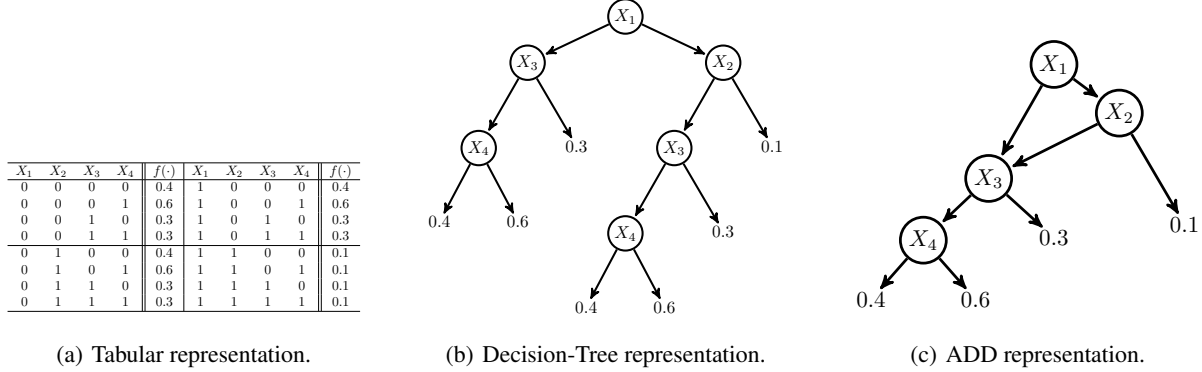 X1 X2 X3 X4 f(·) X1 X2 X3 X4 f(·)
0 0 0 0 0.4 1 0 0 0 0.4
0 0 0 1 0.6 1 0 0 1 0.6
0 0 1 0 0.3 1 0 1 0 0.3
0 0 1 1 0.3 1 0 1 1 0.3
0 1 0 0 0.4 1 1 0 0 0.1
0 1 0 1 0.6 1 1 0 1 0.1
0 1 1 0 0.3 1 1 1 0 0.1
0 1 1 1 0.3 1 1 1 1 0.1
(a) Tabular representation.
X1
X3 X2
X4 0.3 X3 0.1
0.4 0.6 X4 0.3
0.4 0.6
(b) Decision-Tree representation.
X1
X2
X3
X4 0.3 0.1
0.4 0.6
(c) ADD representation.